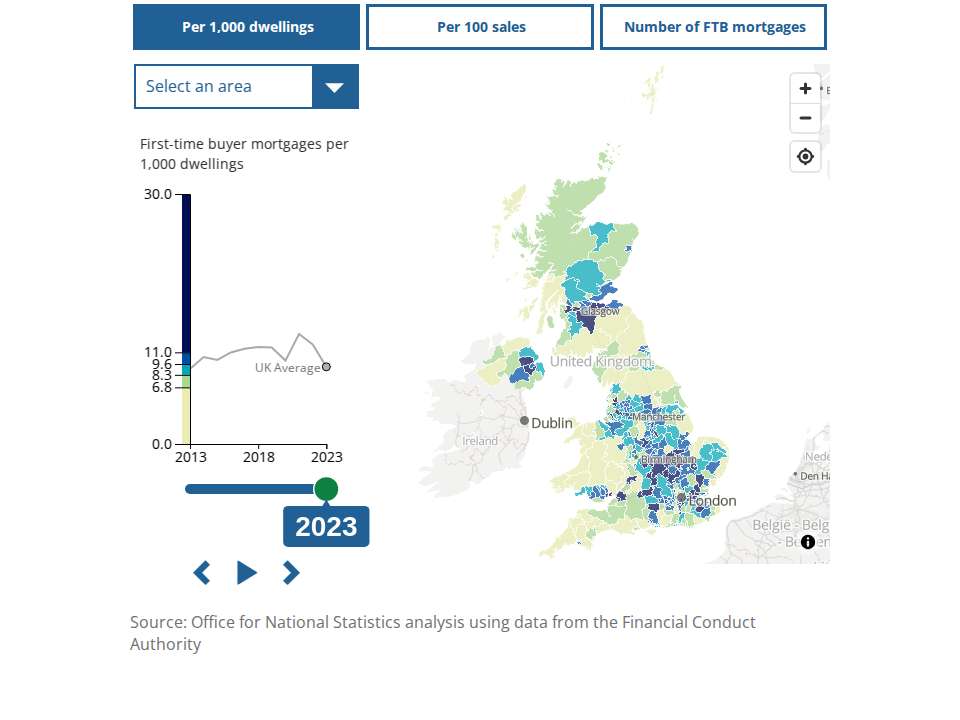 Per 1,000 dwellings
Per 100 sales
Number of FTB mortgages
Select an area
First-time buyer mortgages per
1,000 dwellings
30.0
11.0
9.6
8.3
6.8
0.0
UK Average
2013
2018
2023
2023
Glasgow
United Kingdom
Dublin
Manchester
Ireland
Birmingham
London
Nede
Den Ha
België - Belg
Source: Office for National Statistics analysis using data from the Financial Conduct
Authority